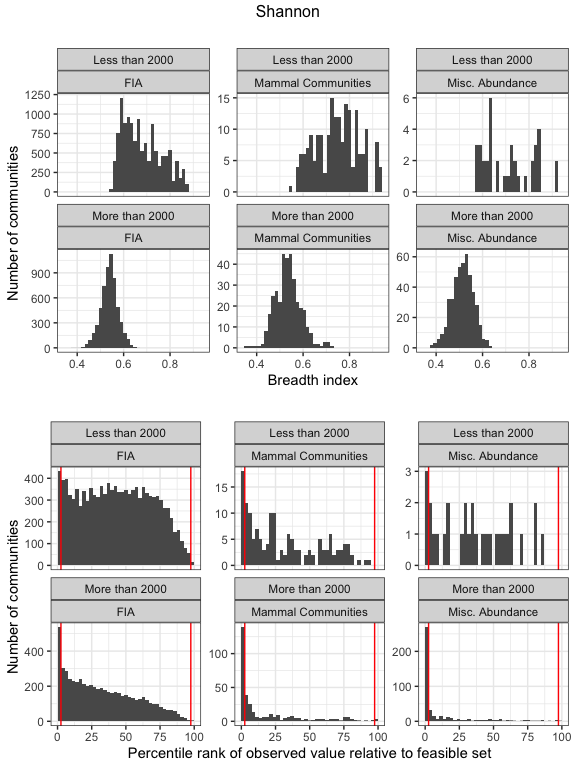 Shannon
Less than 2000 Less than 2000 Less than 2000
FIA Mammal Communities Misc. Abundance
1250 1000 750 500 250 0
15 10 5 0
6 4 2 0
More than 2000 More than 2000 More than 2000
FIA Mammal Communities Misc. Abundance
900 600 300 0
40 30 20 10 0
60 40 20 0
0.4 0.6 0.8 0.4 0.6 0.8 0.4 0.6 0.8
Breadth index
Number of communities
Less than 2000 Less than 2000 Less than 2000
FIA Mammal Communities Misc. Abundance
400 300 200 100 0
15 10 5 0
3 2 1 0
More than 2000 More than 2000 More than 2000
FIA Mammal Communities Misc. Abundance
400 200 0
100 50 0
200 100 0
0 25 50 75 100 0 25 50 75 100 0 25 50 75 100
Percentile rank of observed value relative to feasible set
Number of communities